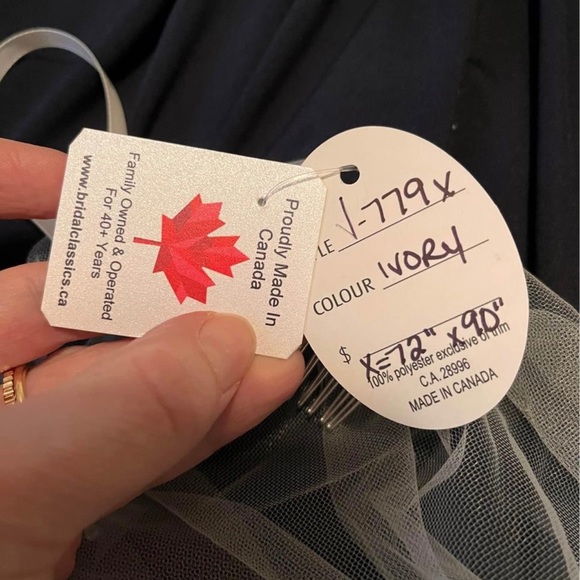 Proudly Made In
Canada
Family Owned & Operated
For 40+ Years
www.bridalclassics.ca
LE V-779X
COLOUR IVORY
$ X=72" x 90"
100% polyester exclusive of trim
C.A. 28996
MADE IN CANADA